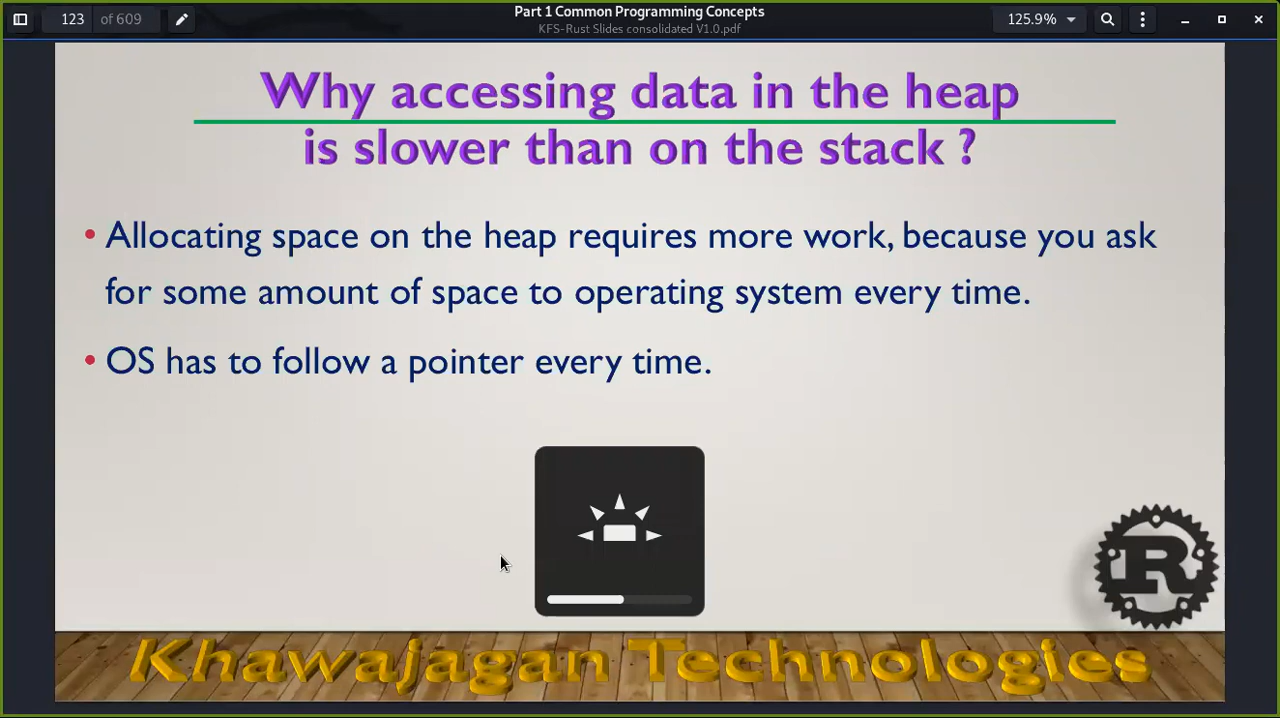 123 of 609
Part 1 Common Programming Concepts
KFS-Rust Slides consolidated V1.0.pdf
125.9%
Why accessing data in the heap
is slower than on the stack ?
• Allocating space on the heap requires more work, because you ask
for some amount of space to operating system every time.
• OS has to follow a pointer every time.
R
Khawajagan Technologies